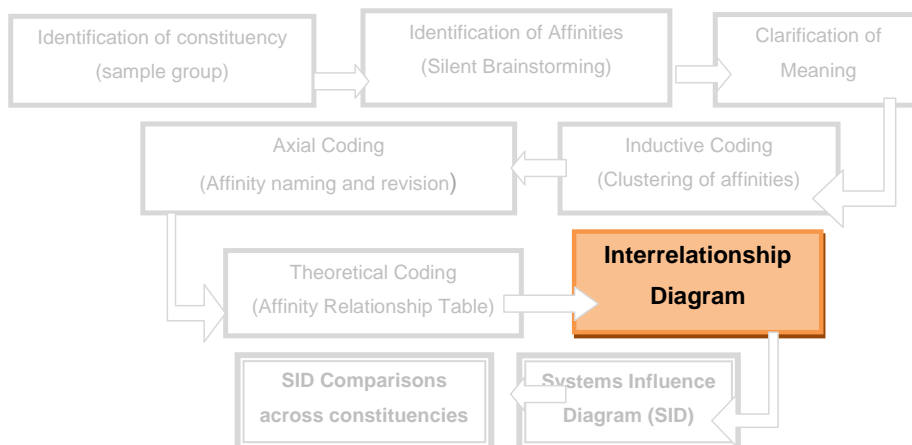 Identification of constituency
(sample group)
Identification of Affinities
(Silent Brainstorming)
Clarification of
Meaning
Axial Coding
(Affinity naming and revision)
Inductive Coding
(Clustering of affinities)
Theoretical Coding
(Affinity Relationship Table)
Interrelationship
Diagram
SID Comparisons
across constituencies
Systems Influence
Diagram (SID)